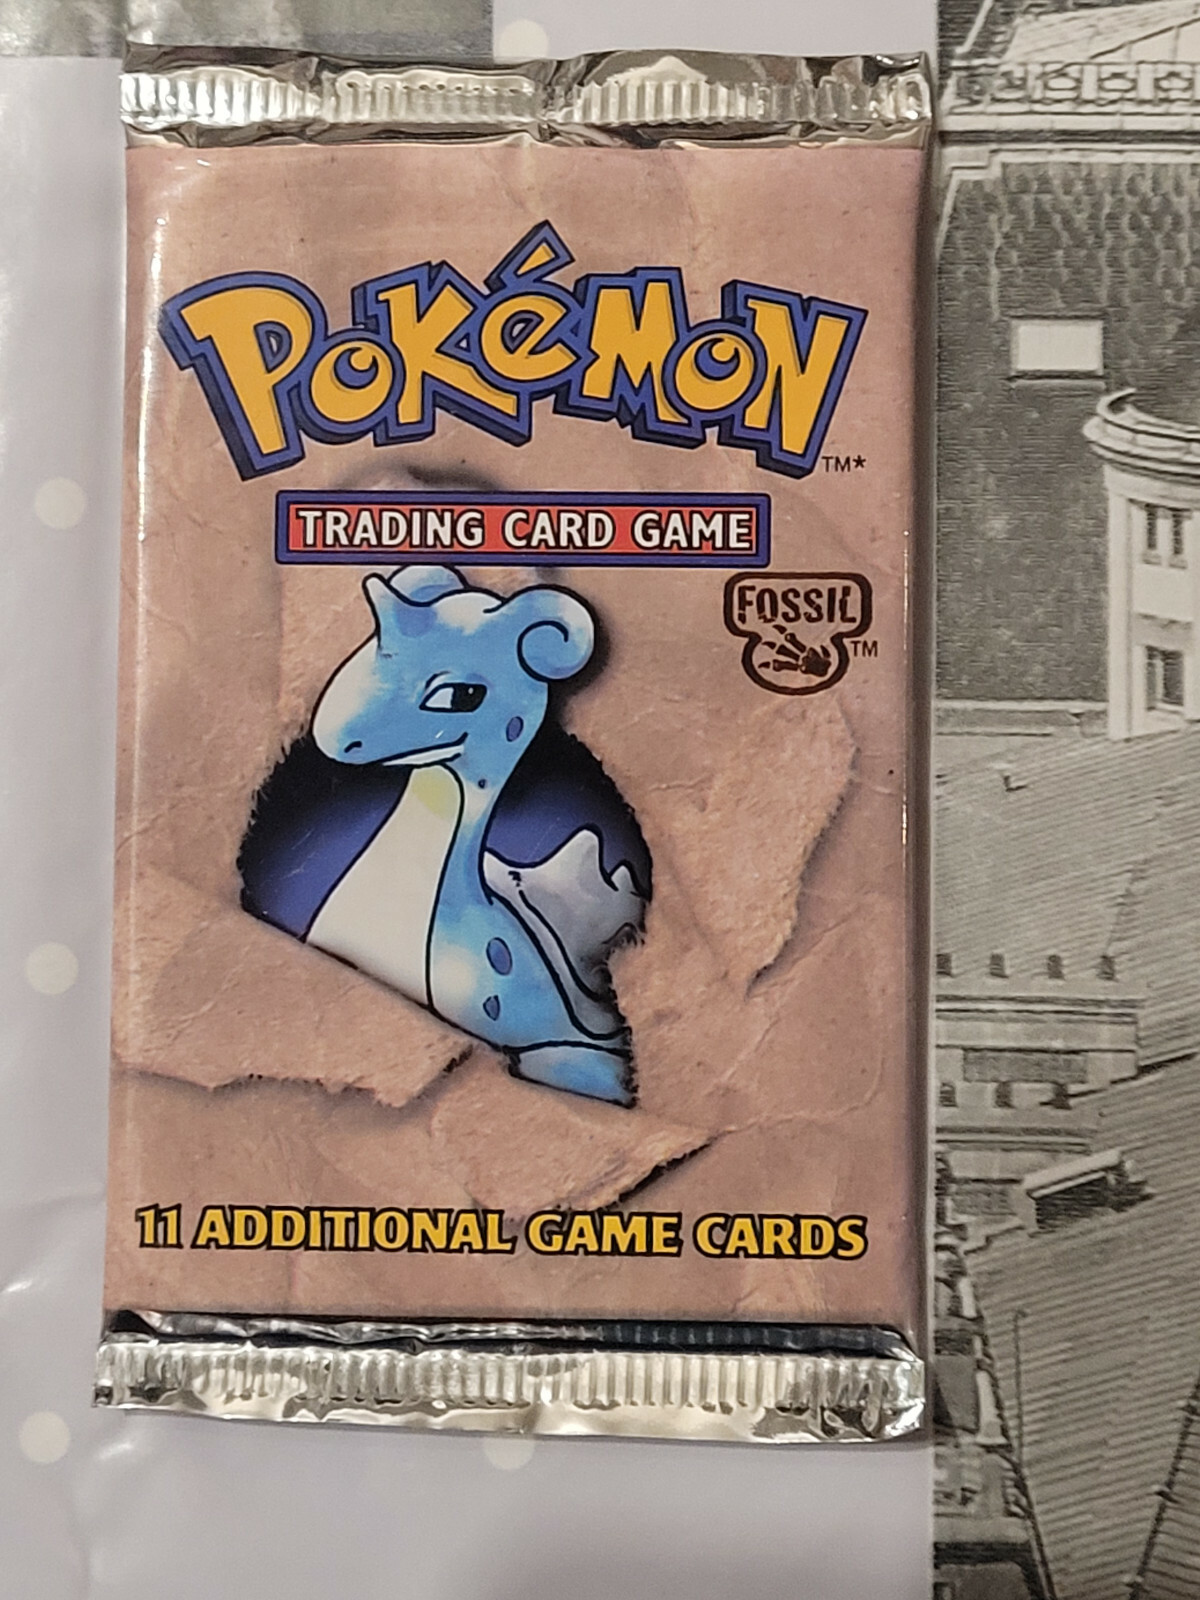 POKéMON
TM*
TRADING CARD GAME
FOSSIL
TM
11 ADDITIONAL GAME CARDS